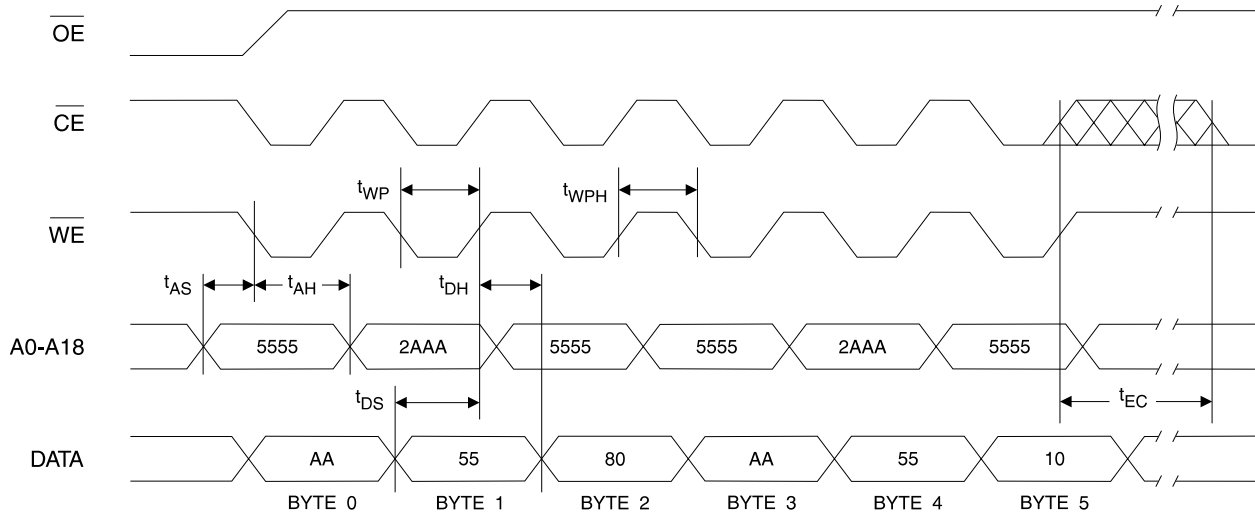 OE
CE
tWP
tWPH
WE
tAS
tAH
tDH
A0-A18 5555 2AAA 5555 5555 2AAA 5555
tDS
tEC
DATA AA 55 80 AA 55 10
BYTE 0 BYTE 1 BYTE 2 BYTE 3 BYTE 4 BYTE 5